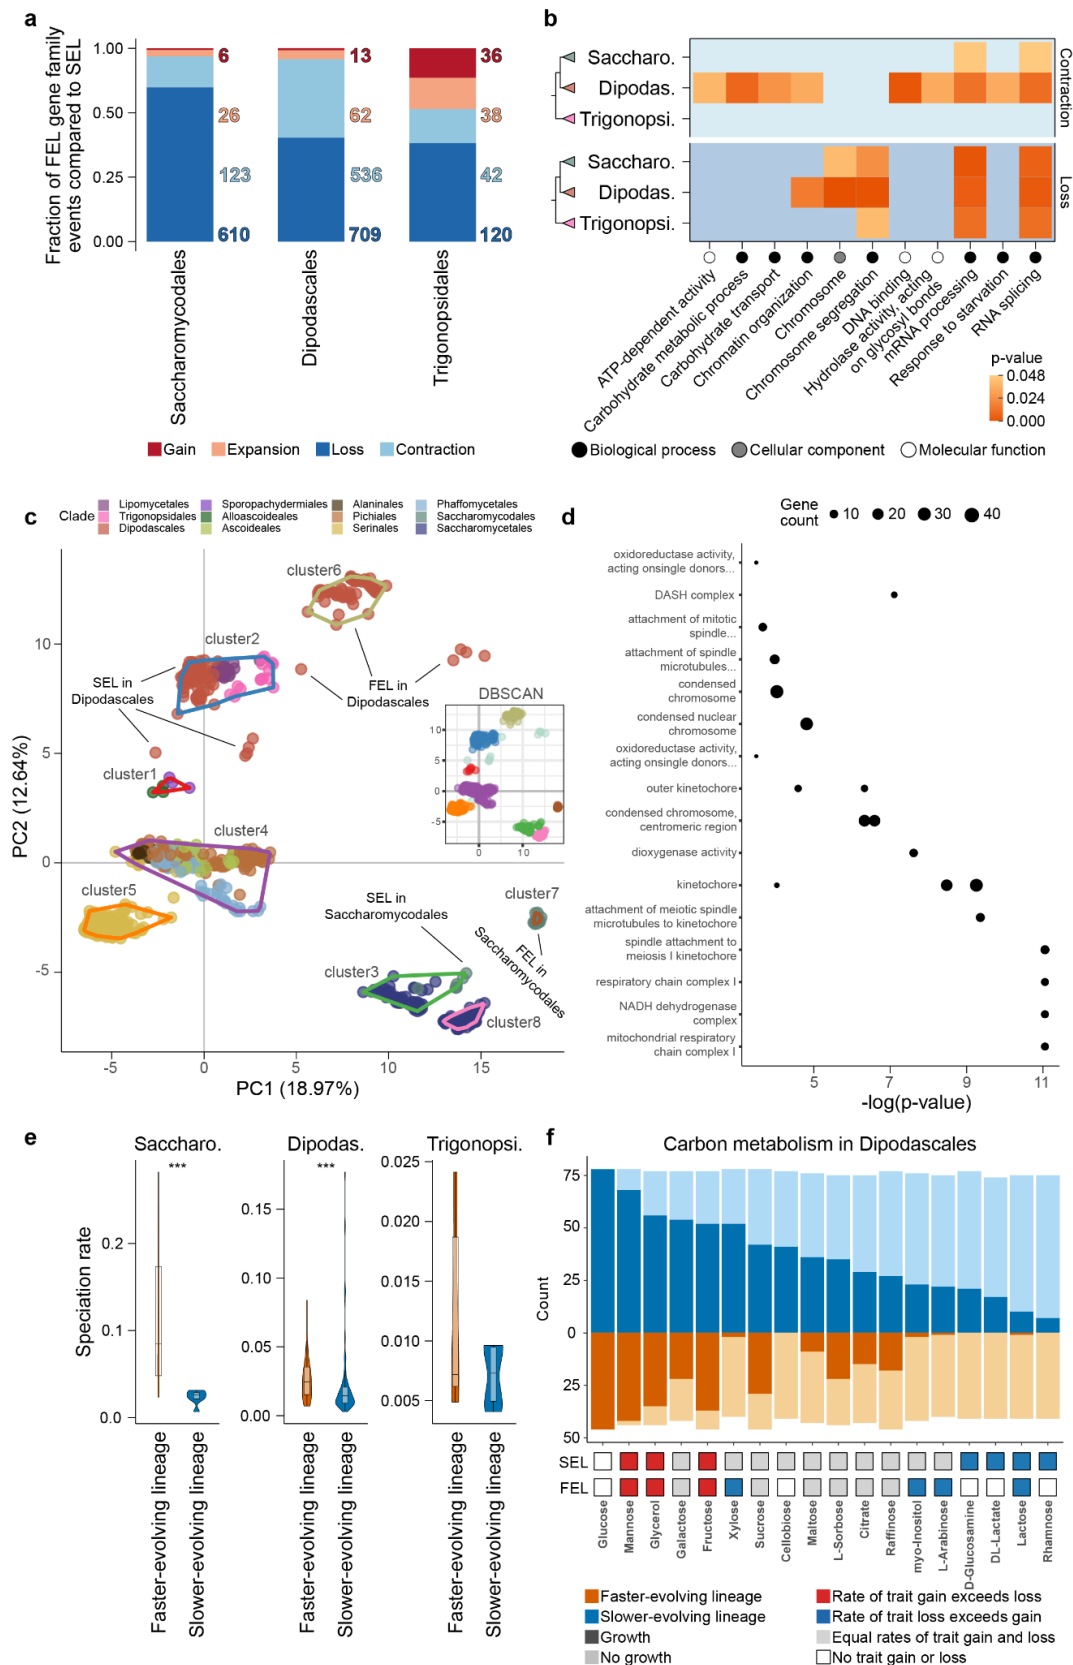 a
Fraction of FEL gene family
events compared to SEL
1.00
0.50
0.25
0.00
6
26
123
610
13
62
536
709
36
38
42
120
Saccharomycodales
Dipodascales
Trigonopsidales
Gain
Expansion
Loss
Contraction
b
Saccharo.
Dipodas.
Trigonopsi.
Contraction
Saccharo.
Dipodas.
Trigonopsi.
Loss
ATP-dependent activity
Carbohydrate metabolic process
Carbohydrate transport
Chromatin organization
Chromosome
Chromosome segregation
DNA binding
Hydrolase activity, acting
on glycosyl bonds
mRNA processing
Response to starvation
RNA splicing
p-value
0.048
0.024
0.000
Biological process
Cellular component
Molecular function
c
Clade
Lipomycetales
Trigonopsidales
Dipodascales
Sporopachydermiales
Alloascoideales
Ascoideales
Alaninales
Pichiales
Serinales
Phaffomycetales
Saccharomycodales
Saccharomycetales
PC2 (12.64%)
10
5
0
-5
cluster6
cluster2
SEL in
Dipodascales
FEL in
Dipodascales
cluster1
cluster4
cluster5
DBSCAN
10
5
0
-5
0
10
SEL in
Saccharomycodales
cluster7
FEL in
Saccharomycodales
cluster3
cluster8
-5
0
5
10
15
PC1 (18.97%)
d
Gene
count
10
20
30
40
oxidoreductase activity,
acting onsingle donors...
DASH complex
attachment of mitotic
spindle...
attachment of spindle
microtubules...
condensed
chromosome
condensed nuclear
chromosome
oxidoreductase activity,
acting onsingle donors...
outer kinetochore
condensed chromosome,
centromeric region
dioxygenase activity
kinetochore
attachment of meiotic spindle
microtubules to kinetochore
spindle attachment to
meiosis I kinetochore
respiratory chain complex I
NADH dehydrogenase
complex
mitochondrial respiratory
chain complex I
5
7
9
11
-log(p-value)
e
Speciation rate
Saccharo.
***
0.2
0.1
0.0
Faster-evolving lineage
Slower-evolving lineage
Dipodas.
***
0.15
0.10
0.05
0.00
Faster-evolving lineage
Slower-evolving lineage
Trigonopsi.
0.025
0.020
0.015
0.010
0.005
Faster-evolving lineage
Slower-evolving lineage
f
Carbon metabolism in Dipodascales
Count
75
50
25
0
25
50
SEL
FEL
Glucose
Mannose
Glycerol
Galactose
Fructose
Xylose
Sucrose
Cellobiose
Maltose
L-Sorbose
Citrate
Raffinose
myo-Inositol
L-Arabinose
D-Glucosamine
DL-Lactate
Lactose
Rhamnose
Faster-evolving lineage
Slower-evolving lineage
Growth
No growth
Rate of trait gain exceeds loss
Rate of trait loss exceeds gain
Equal rates of trait gain and loss
No trait gain or loss